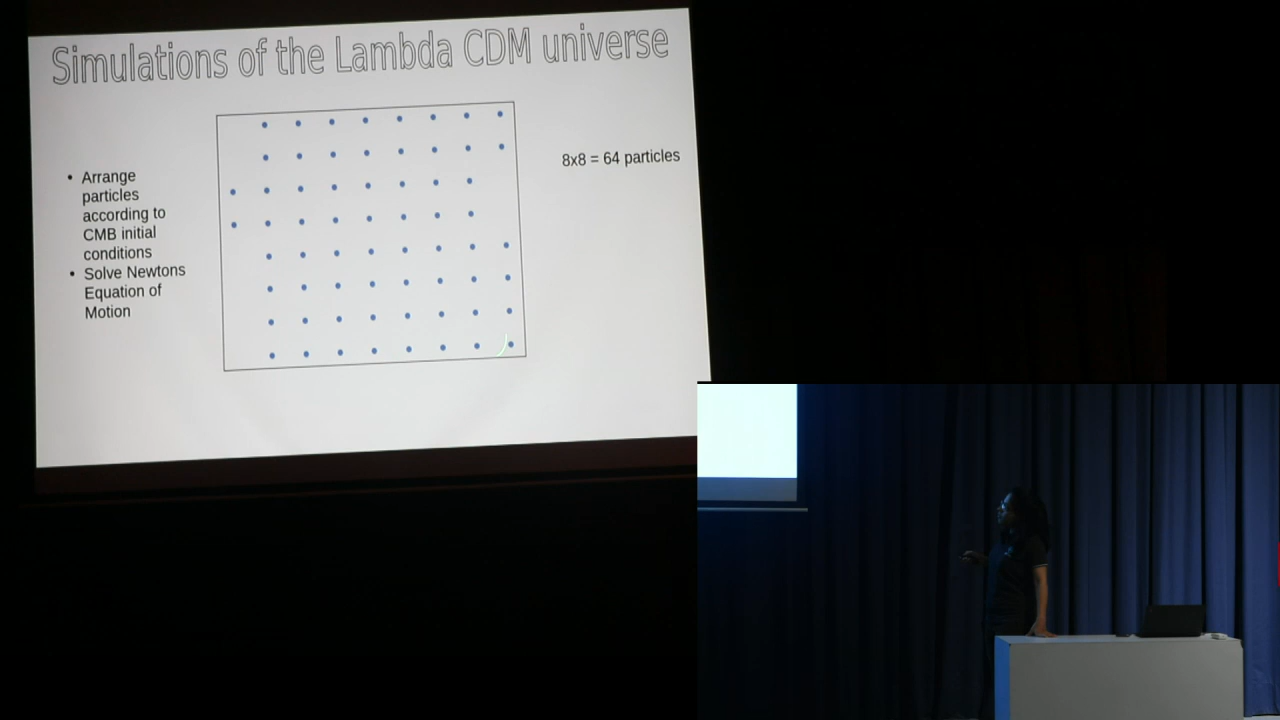 Simulations of the Lambda CDM universe
• Arrange
particles
according to
CMB initial
conditions
• Solve Newtons
Equation of
Motion
8x8 = 64 particles